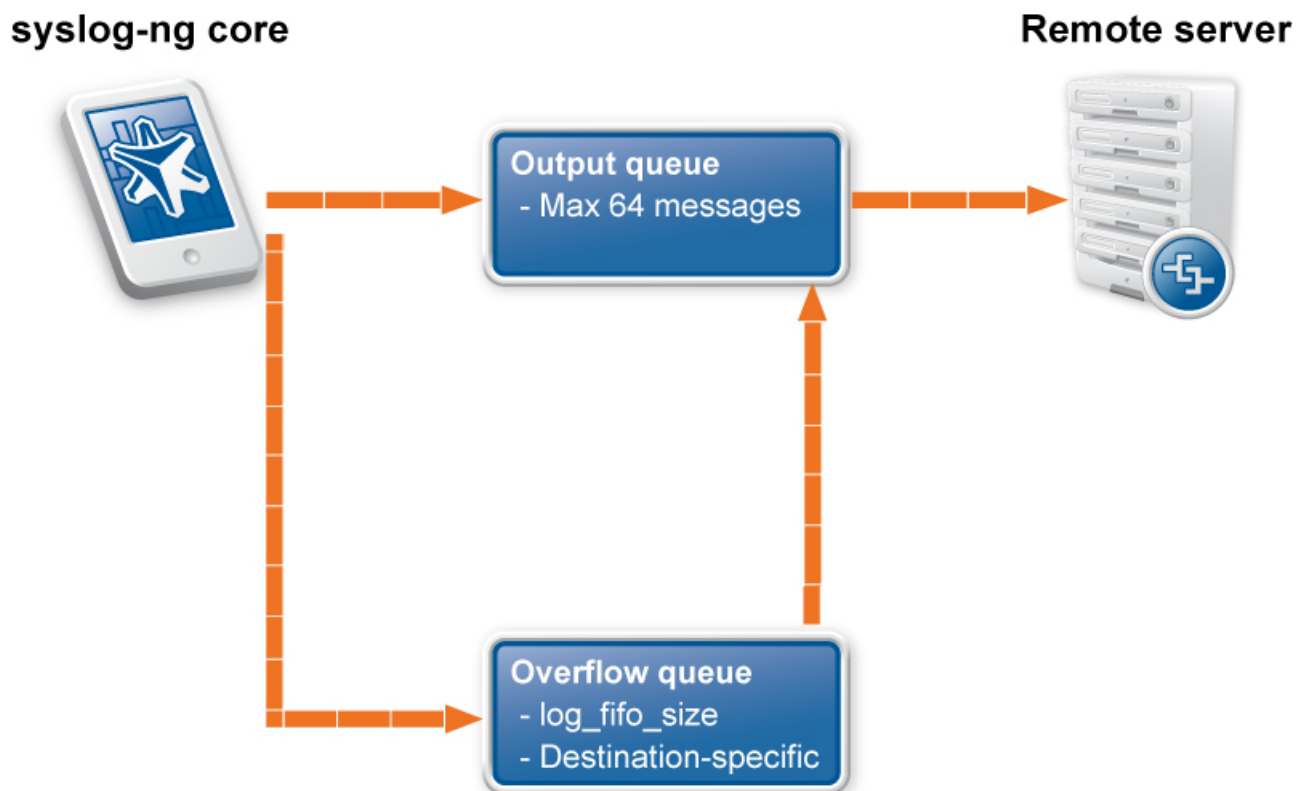 syslog-ng core
Remote server
Output queue
- Max 64 messages
Overflow queue
- log_fifo_size
- Destination-specific